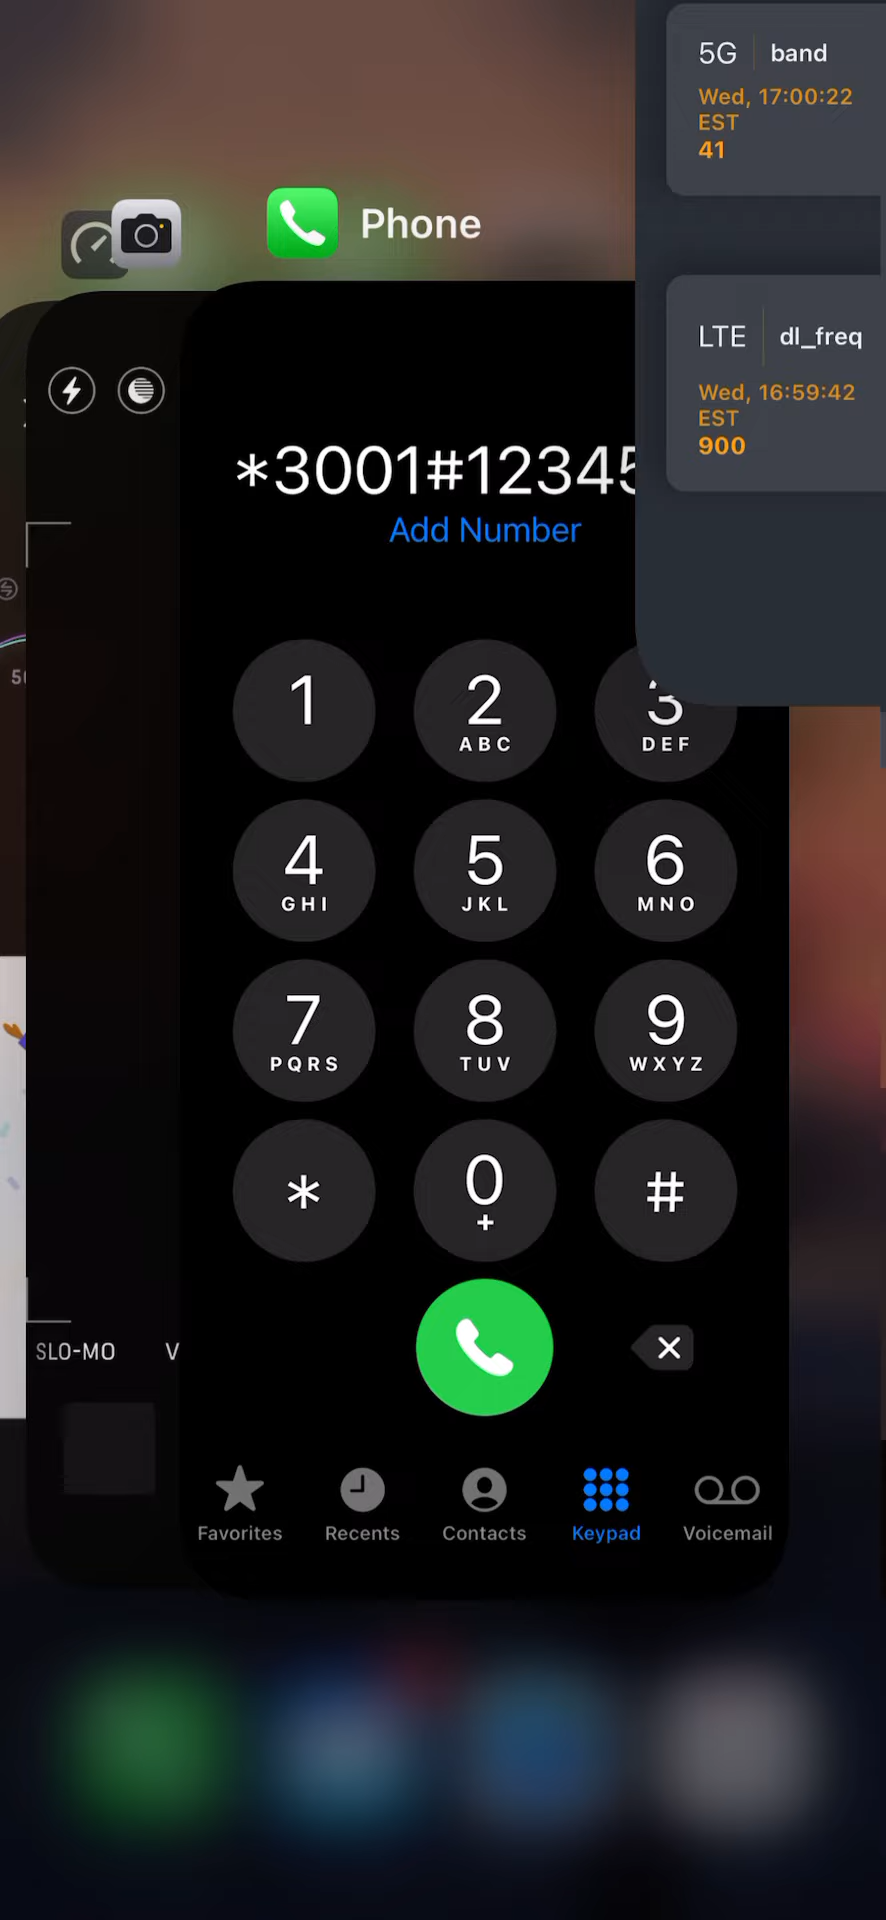 5G band
Wed, 17:00:22
EST
41
Phone
LTE dl_freq
Wed, 16:59:42
EST
900
*3001#12345
Add Number
1
2
ABC
3
DEF
4
GHI
5
JKL
6
MNO
7
PQRS
8
TUV
9
WXYZ
*
0
+
#
SLO-MO V
Favorites Recents Contacts Keypad Voicemail